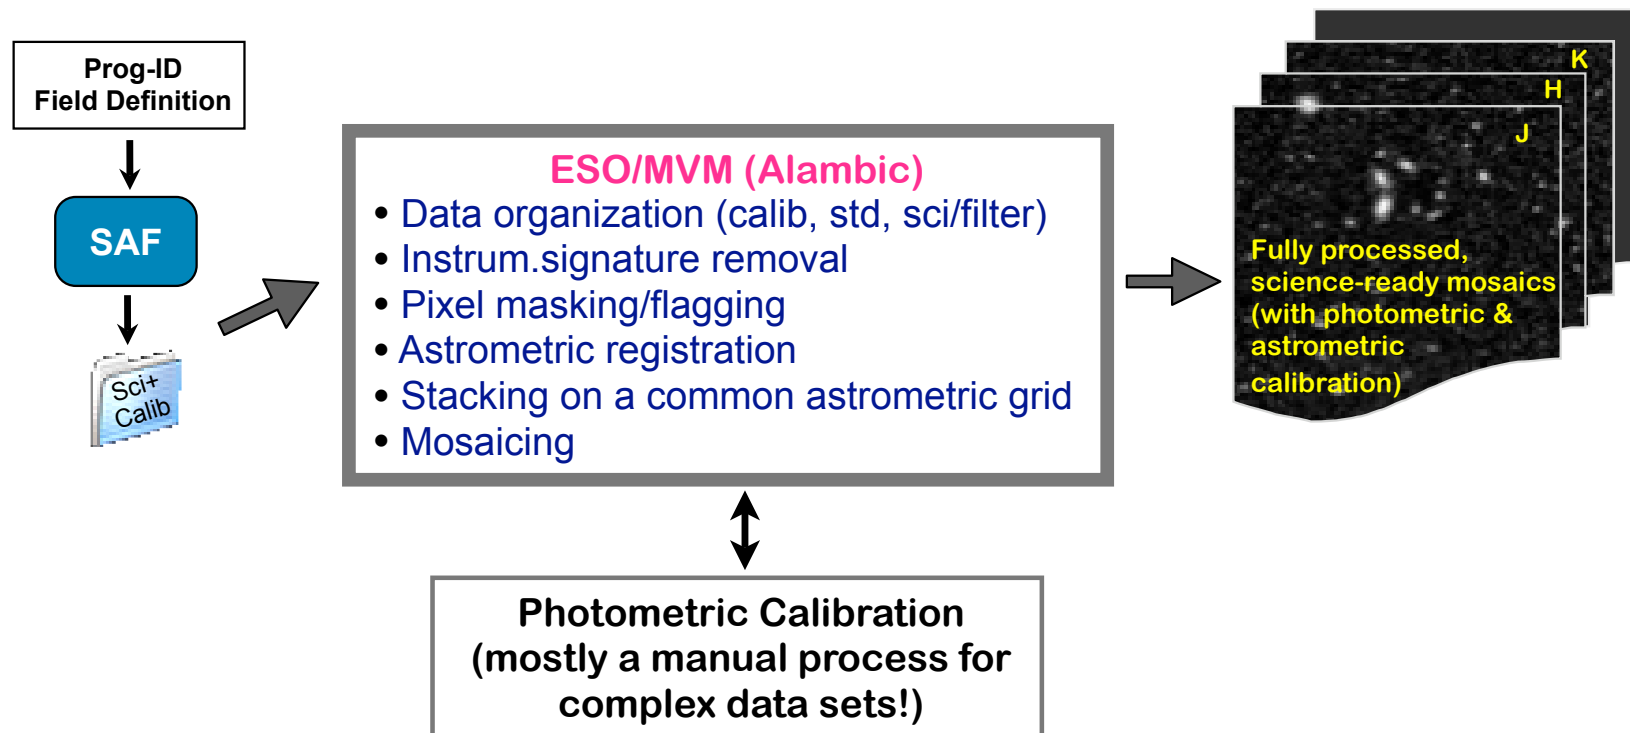 Prog-ID
Field Definition
SAF
Sci+
Calib
ESO/MVM (Alambic)
• Data organization (calib, std, sci/filter)
• Instrum.signature removal
• Pixel masking/flagging
• Astrometric registration
• Stacking on a common astrometric grid
• Mosaicing
Photometric Calibration
(mostly a manual process for
complex data sets!)
K
H
J
Fully processed,
science-ready mosaics
(with photometric &
astrometric
calibration)